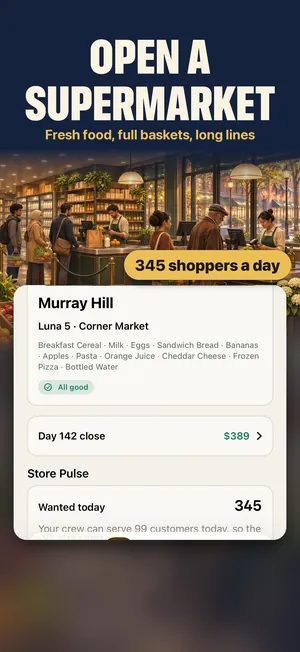 OPEN A
SUPERMARKET
Fresh food, full baskets, long lines
345 shoppers a day
Murray Hill
Luna 5 · Corner Market
Breakfast Cereal · Milk · Eggs · Sandwich Bread · Bananas
· Apples · Pasta · Orange Juice · Cheddar Cheese · Frozen
Pizza · Bottled Water
All good
Day 142 close $389
Store Pulse
Wanted today 345
Your crew can serve 99 customers today, so the